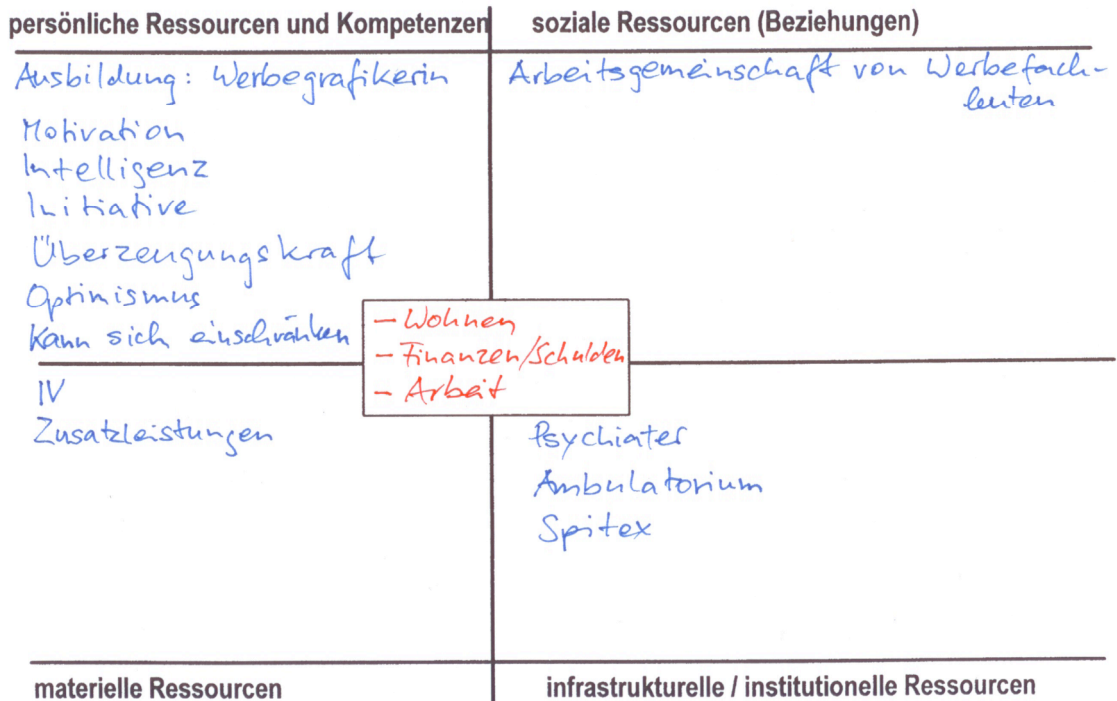 persönliche Ressourcen und Kompetenzen
Ausbildung: Werbegrafikerin
Motivation
Intelligenz
Initiative
Überzeugungskraft
Optimismus
Kann sich einschränken
soziale Ressourcen (Beziehungen)
Arbeitsgemeinschaft von Werbefach-
leuten
- Wohnen
- Finanzen/Schulden
- Arbeit
IV
Zusatzleistungen
materielle Ressourcen
Psychiater
Ambulatorium
Spitex
infrastrukturelle / institutionelle Ressourcen